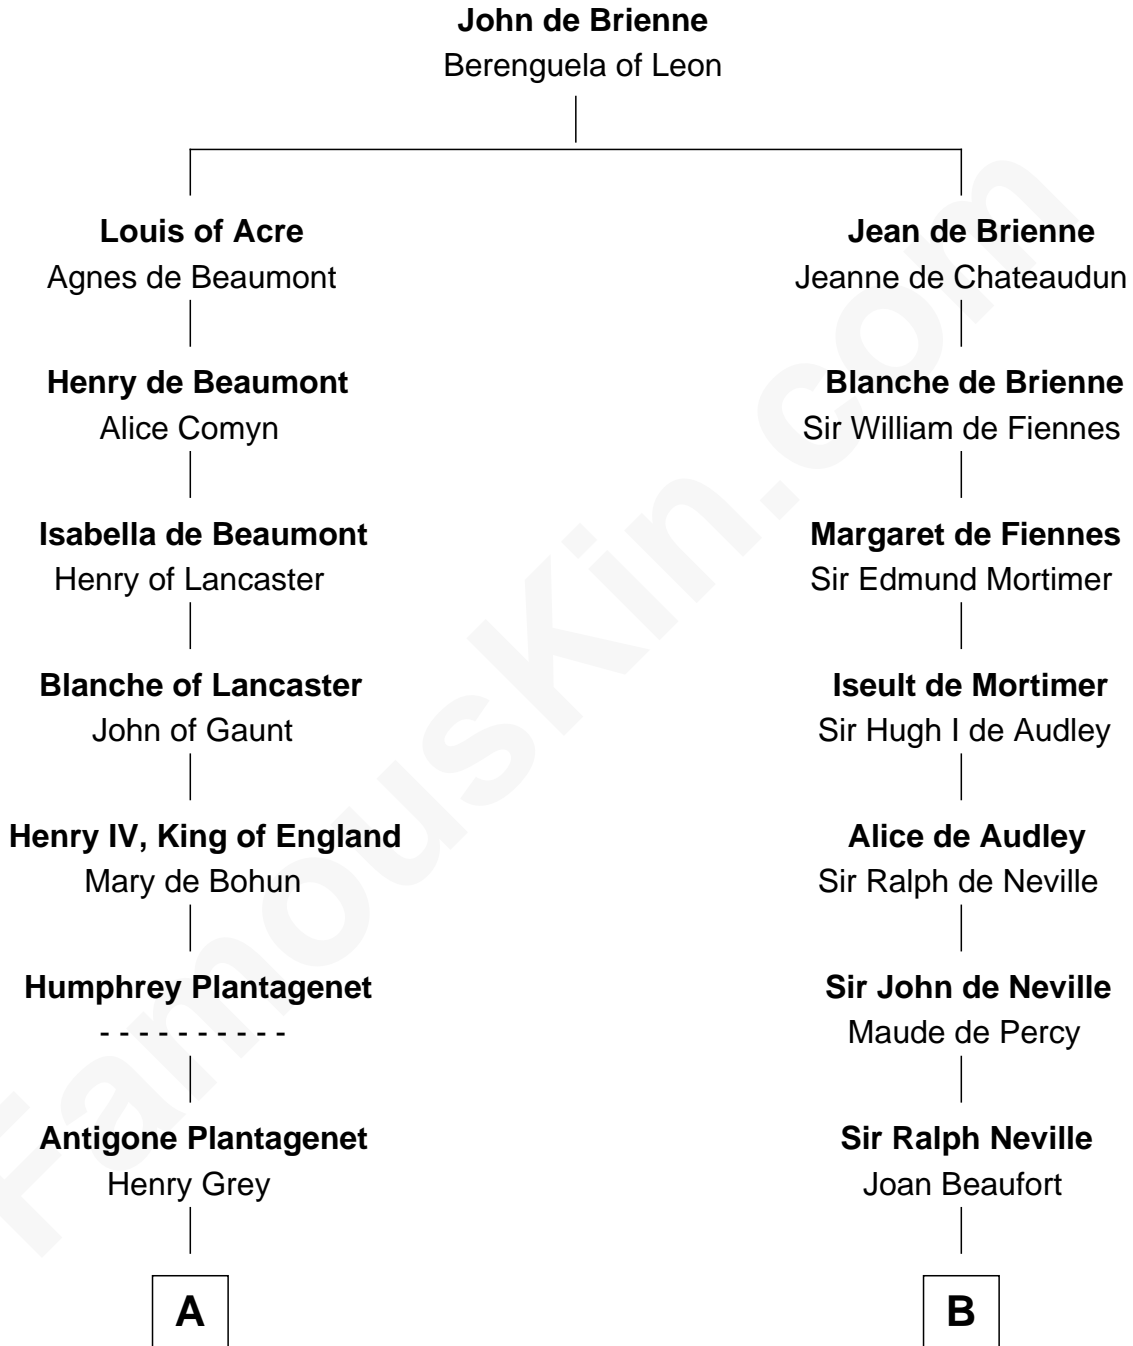 John de Brienne
Berenguela of Leon
Louis of Acre
Agnes de Beaumont
Jean de Brienne
Jeanne de Chateaudun
Henry de Beaumont
Alice Comyn
Blanche de Brienne
Sir William de Fiennes
Isabella de Beaumont
Henry of Lancaster
Margaret de Fiennes
Sir Edmund Mortimer
Blanche of Lancaster
John of Gaunt
Iseult de Mortimer
Sir Hugh I de Audley
Henry IV, King of England
Mary de Bohun
Alice de Audley
Sir Ralph de Neville
Humphrey Plantagenet
- - - - - - - - - -
Sir John de Neville
Maude de Percy
Antigone Plantagenet
Henry Grey
Sir Ralph Neville
Joan Beaufort
A
B
FamousKin.com